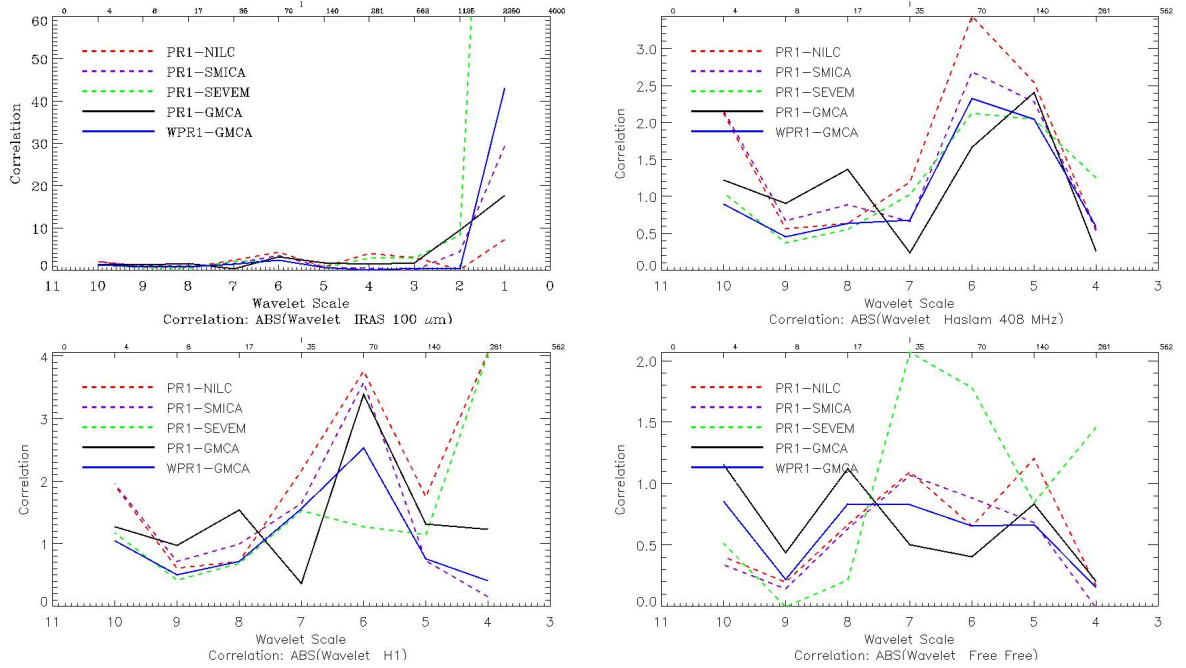 1
0 4 8 17 35 70 140 281 562 1125 2250 4000
60
50
40
30
20
10
0
Correlation
PR1-NILC
PR1-SMICA
PR1-SEVEM
PR1-GMCA
WPR1-GMCA
11 10 9 8 7 6 5 4 3 2 1 0
Wavelet Scale
Correlation: ABS(Wavelet IRAS 100 µm)
l
0 4 8 17 35 70 140 281 562
3.0
2.5
2.0
1.5
1.0
0.5
0.0
Correlation
PR1-NILC
PR1-SMICA
PR1-SEVEM
PR1-GMCA
WPR1-GMCA
11 10 9 8 7 6 5 4 3
Wavelet Scale
Correlation: ABS(Wavelet Haslam 408 MHz)
l
0 4 8 17 35 70 140 281 562
4
3
2
1
0
Correlation
PR1-NILC
PR1-SMICA
PR1-SEVEM
PR1-GMCA
WPR1-GMCA
11 10 9 8 7 6 5 4 3
Wavelet Scale
Correlation: ABS(Wavelet H1)
l
0 4 8 17 35 70 140 281 562
2.0
1.5
1.0
0.5
0.0
Correlation
PR1-NILC
PR1-SMICA
PR1-SEVEM
PR1-GMCA
WPR1-GMCA
11 10 9 8 7 6 5 4 3
Wavelet Scale
Correlation: ABS(Wavelet Free Free)